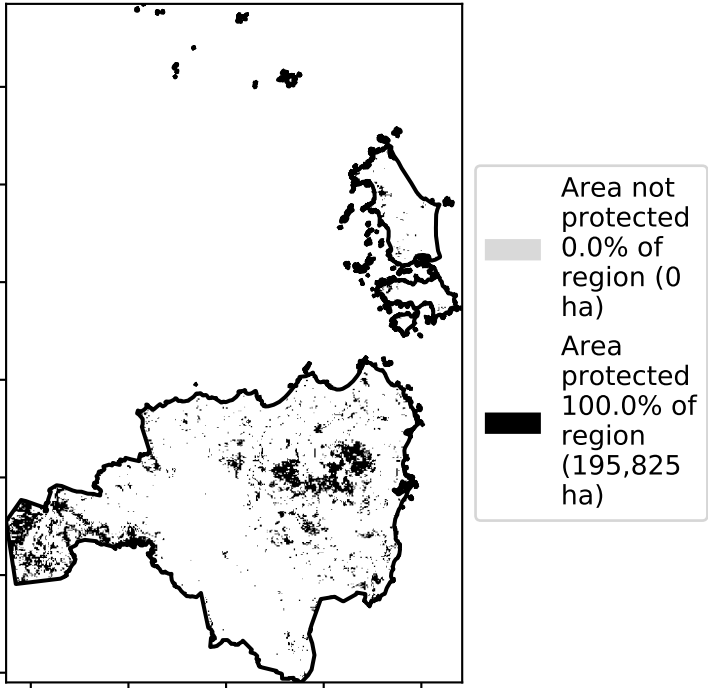 Area not
protected
0.0% of
region (0
ha)
Area
protected
100.0% of
region
(195,825
ha)